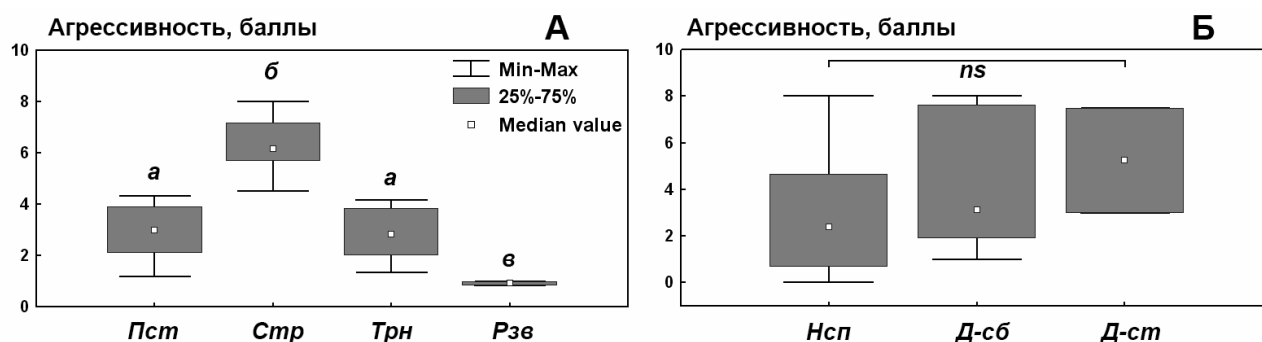 Агрессивность, баллы
А
10
8
6
4
2
0
а
б
а
в
Min-Max
25%-75%
Median value
Пст
Стр
Трн
Рзв
Агрессивность, баллы
Б
10
8
6
4
2
0
ns
Нсп
Д-сб
Д-ст